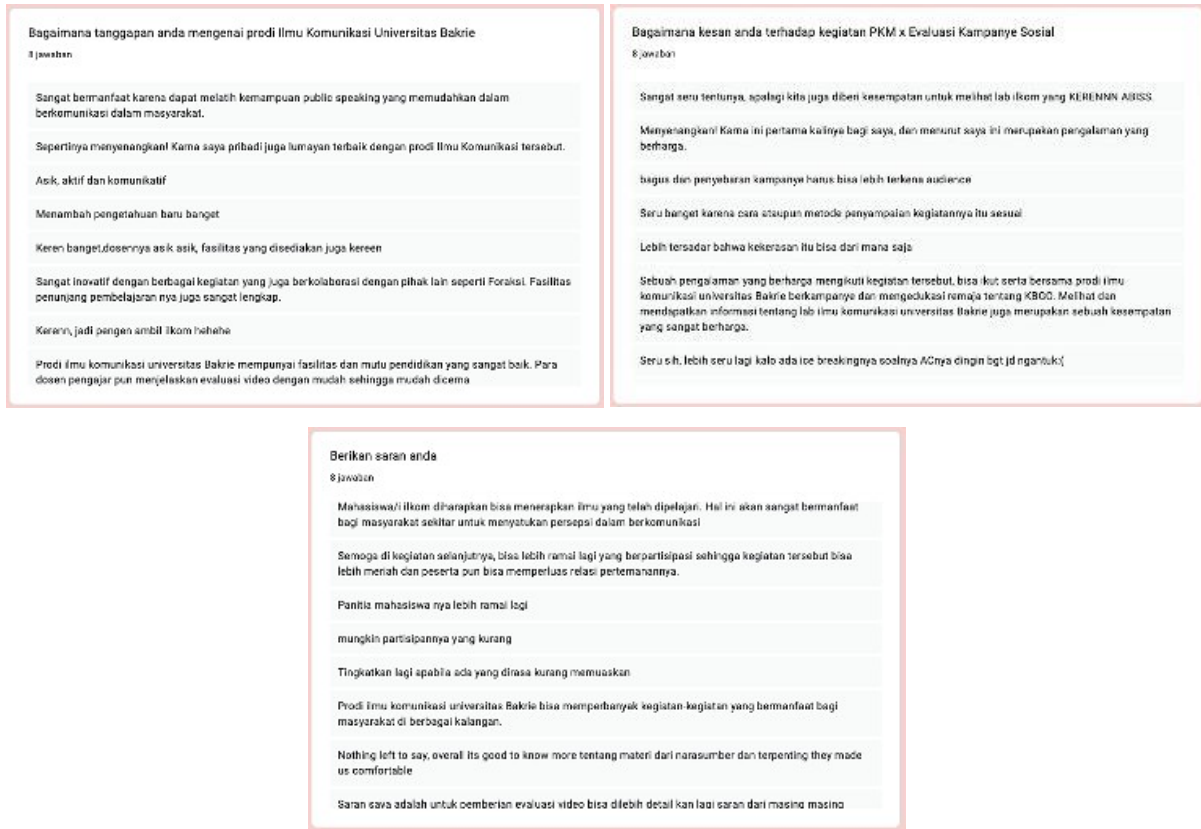 Bagaimana tanggapan anda mengenai prodi Ilmu Komunikasi Universitas Bakrie
8 jawaban
Sangat bermanfaat karena dapat melatih kemampuan public speaking yang memudahkan dalam
berkomunikasi dalam masyarakat.
Sepertinya menyenangkan! Karna saya pribadi juga lumayan terbaik dengan prodi Ilmu Komunikasi tersebut.
Asik, aktif dan komunikatif
Menambah pengetahuan baru banget
Keren banget,dosennya asik asik, fasilitas yang disediakan juga kereen
Sangat inovatif dengan berbagai kegiatan yang juga berkolaborasi dengan pihak lain seperti Foraksi. Fasilitas
penunjang pembelajaran nya juga sangat lengkap.
Kerenn, jadi pengen ambil ilkom hehehe
Prodi ilmu komunikasi universitas Bakrie mempunyai fasilitas dan mutu pendidikan yang sangat baik. Para
dosen pengajar pun menjelaskan evaluasi video dengan mudah sehingga mudah dicerna
Bagaimana kesan anda terhadap kegiatan PKM x Evaluasi Kampanye Sosial
8 jawaban
Sangat seru tentunya, apalagi kita juga diberi kesempatan untuk melihat lab ilkom yang KERENNN ABISS.
Menyenangkan! Karna ini pertama kalinya bagi saya, dan menurut saya ini merupakan pengalaman yang
berharga.
bagus dan penyebaran kampanye harus bisa lebih terkena audience
Seru banget karena cara ataupun metode penyampaian kegiatannya itu sesuai
Lebih tersadar bahwa kekerasan itu bisa dari mana saja
Sebuah pengalaman yang berharga mengikuti kegiatan tersebut, bisa ikut serta bersama prodi ilmu
komunikasi universitas Bakrie berkampanye dan mengedukasi remaja tentang KBGO. Melihat dan
mendapatkan informasi tentang lab ilmu komunikasi universitas Bakrie juga merupakan sebuah kesempatan
yang sangat berharga.
Seru sih, lebih seru lagi kalo ada ice breakingnya soalnya ACnya dingin bgt jd ngantuk:(
Berikan saran anda
8 jawaban
Mahasiswa/i ilkom diharapkan bisa menerapkan ilmu yang telah dipelajari. Hal ini akan sangat bermanfaat
bagi masyarakat sekitar untuk menyatukan persepsi dalam berkomunikasi
Semoga di kegiatan selanjutnya, bisa lebih ramai lagi yang berpartisipasi sehingga kegiatan tersebut bisa
lebih meriah dan peserta pun bisa memperluas relasi pertemanannya.
Panitia mahasiswa nya lebih ramai lagi
mungkin partisipannya yang kurang
Tingkatkan lagi apabila ada yang dirasa kurang memuaskan
Prodi ilmu komunikasi universitas Bakrie bisa memperbanyak kegiatan-kegiatan yang bermanfaat bagi
masyarakat di berbagai kalangan.
Nothing left to say, overall its good to know more tentang materi dari narasumber dan terpenting they made
us comfortable
Saran saya adalah untuk pemberian evaluasi video bisa dilebih detail kan lagi saran dari masing masing